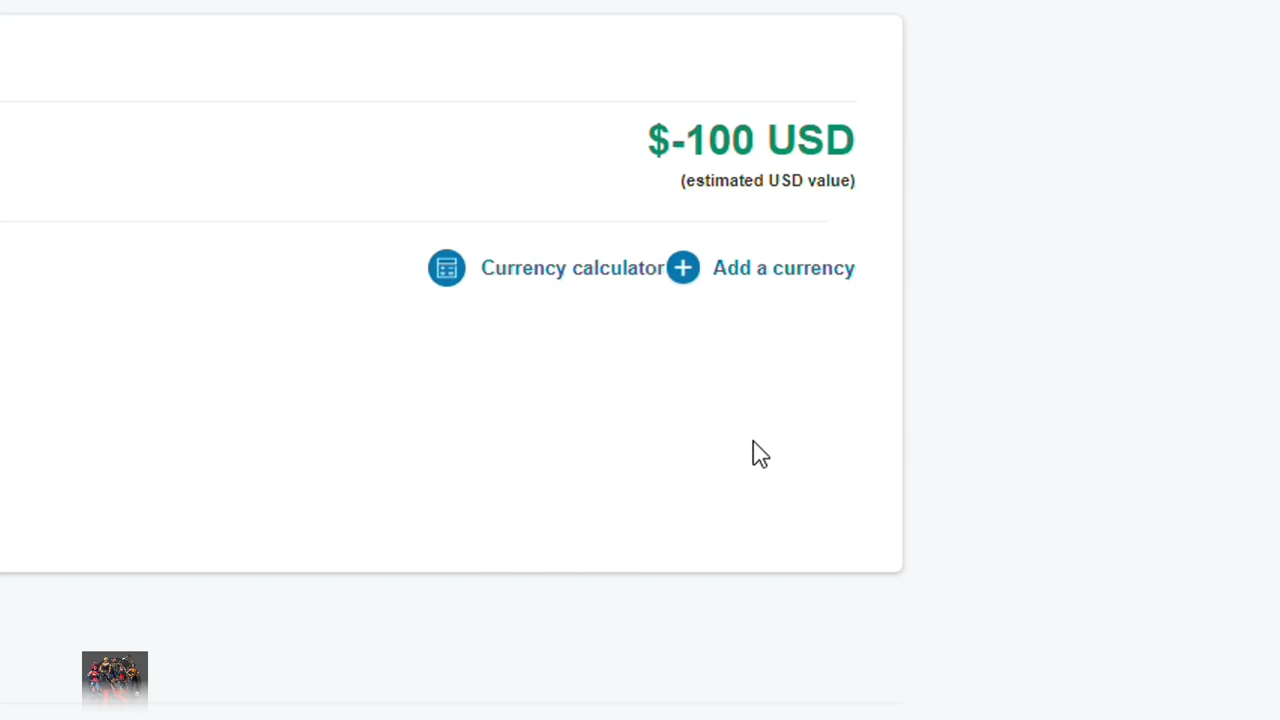 $-100 USD
(estimated USD value)
Currency calculator Add a currency